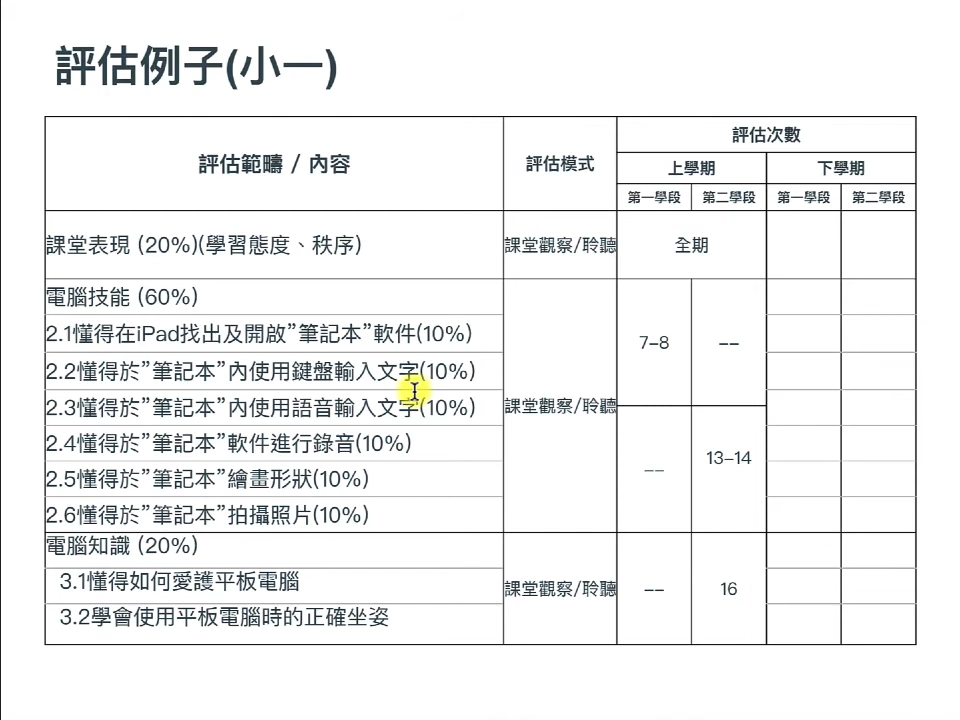 評估例子(小一)
評估範疇 / 內容
評估模式
評估次數
上學期
下學期
第一學段
第二學段
第一學段
第二學段
課堂表現 (20%)(學習態度、秩序)
課堂觀察/聆聽
全期
電腦技能 (60%)
2.1懂得在iPad找出及開啟”筆記本”軟件(10%)
2.2懂得於”筆記本”內使用鍵盤輸入文字(10%)
2.3懂得於”筆記本”內使用語音輸入文字(10%)
2.4懂得於”筆記本”軟件進行錄音(10%)
2.5懂得於”筆記本”繪畫形狀(10%)
2.6懂得於”筆記本”拍攝照片(10%)
課堂觀察/聆聽
7–8
––
––
13–14
電腦知識 (20%)
3.1懂得如何愛護平板電腦
3.2學會使用平板電腦時的正確坐姿
課堂觀察/聆聽
––
16